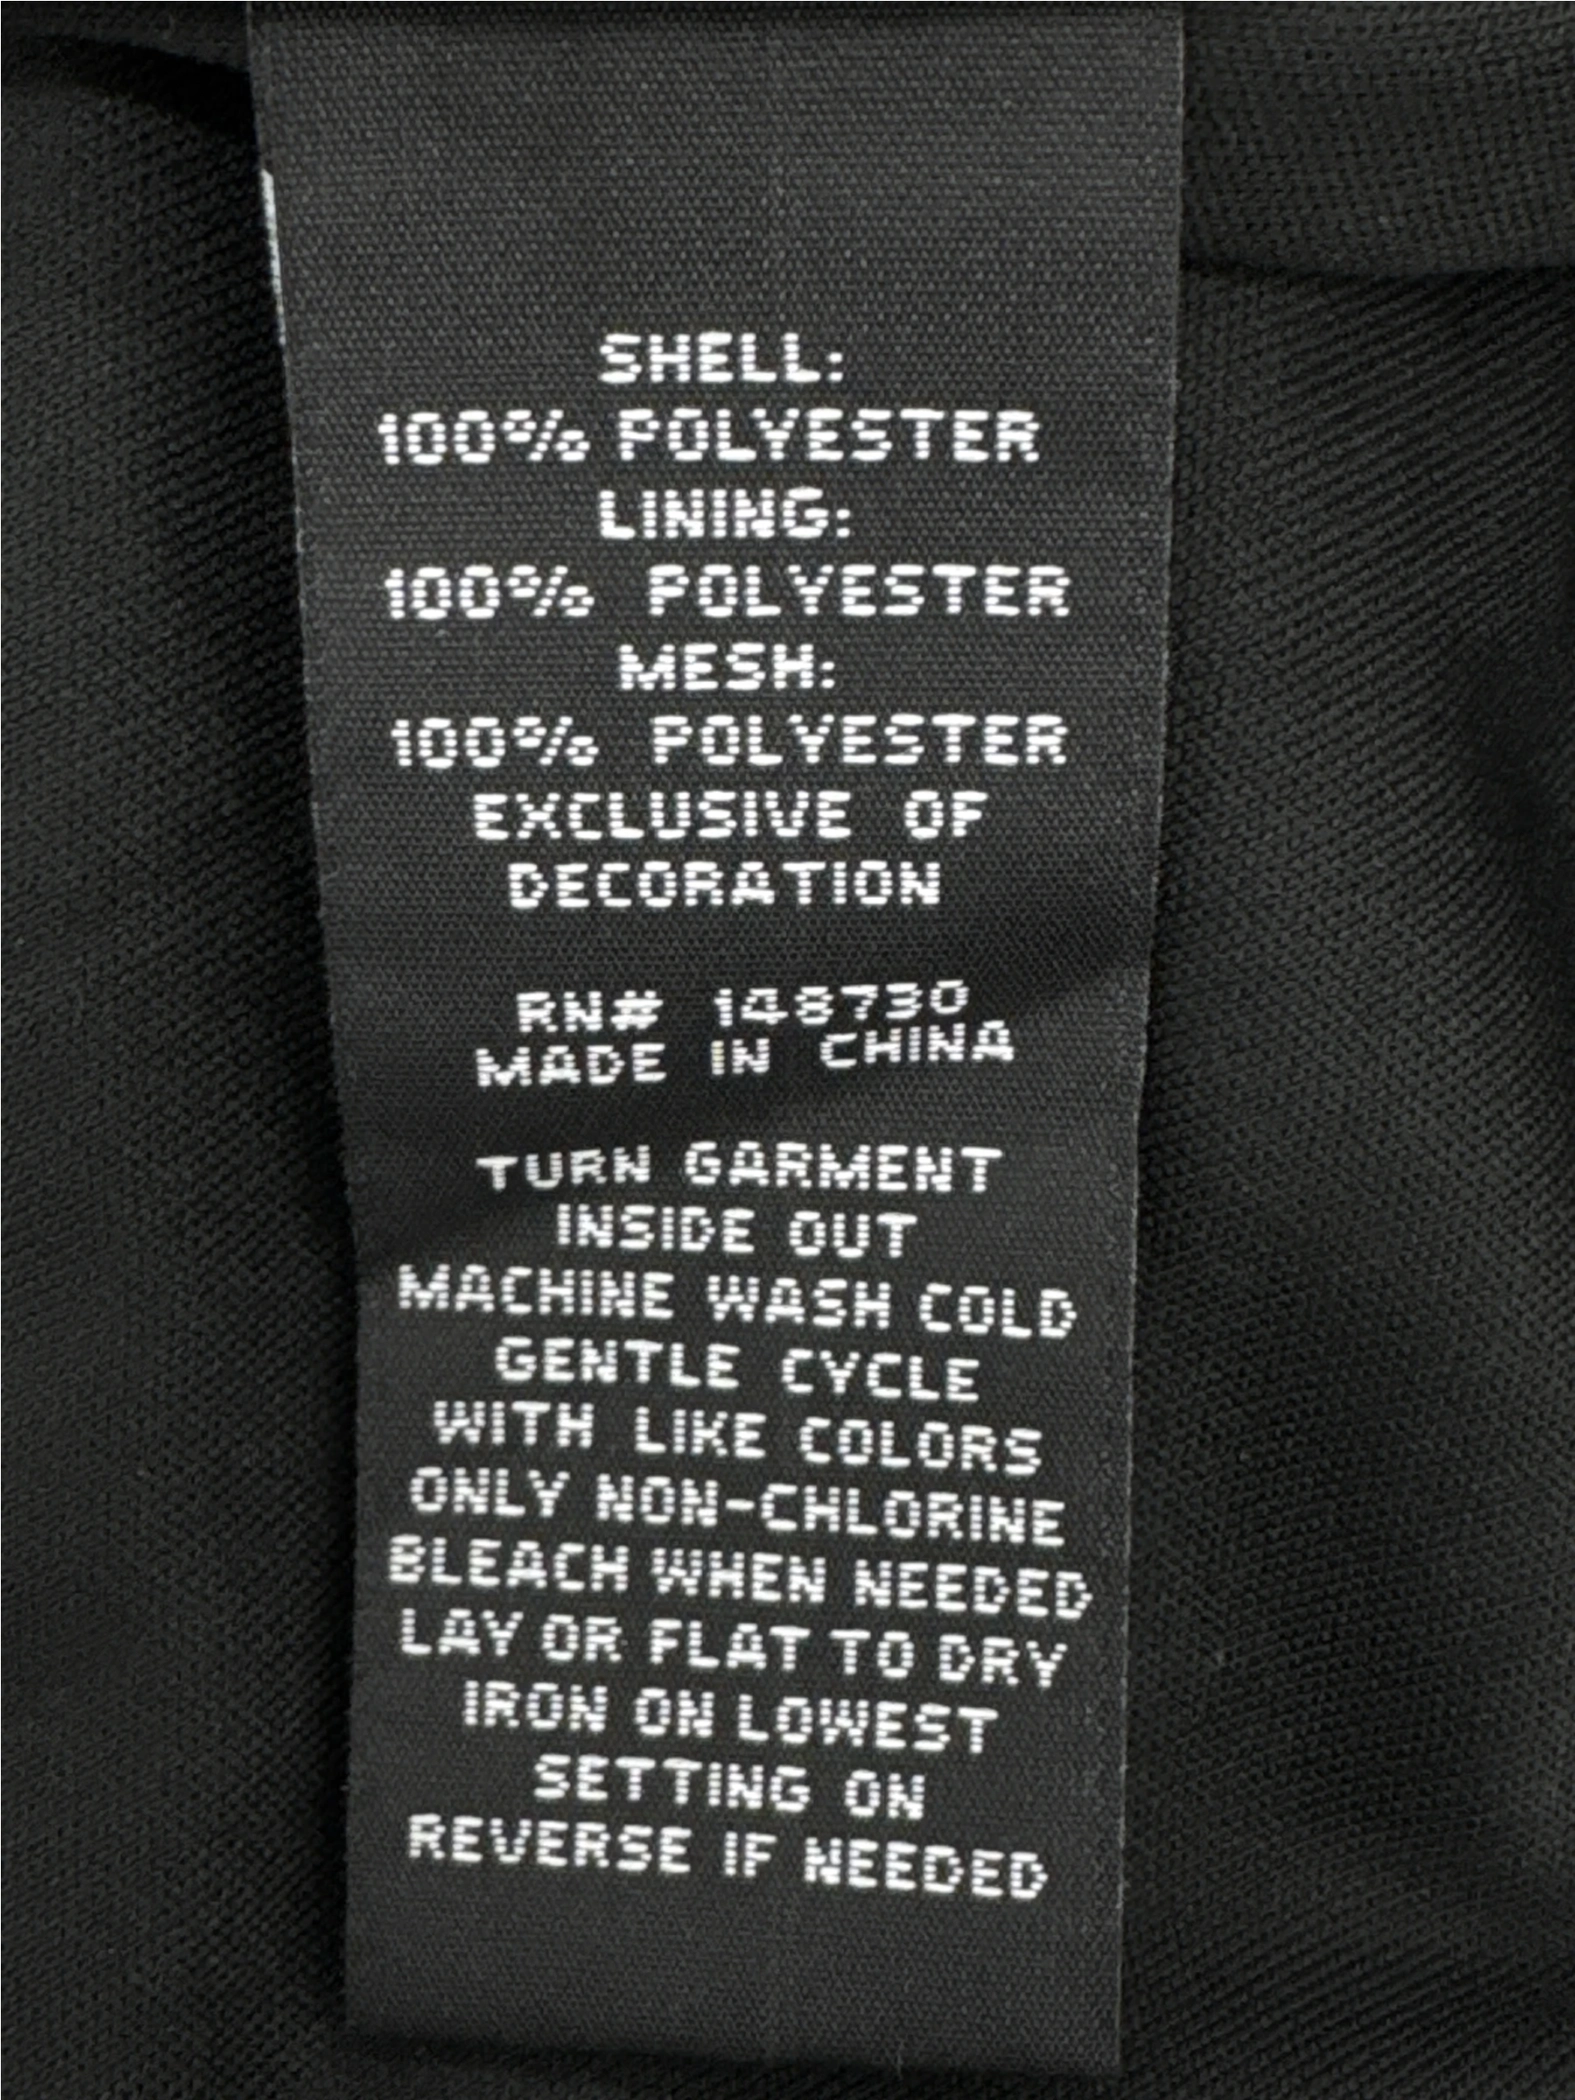 SHELL:
100% POLYESTER
LINING:
100% POLYESTER
MESH:
100% POLYESTER
EXCLUSIVE OF
DECORATION
RN# 148730
MADE IN CHINA
TURN GARMENT
INSIDE OUT
MACHINE WASH COLD
GENTLE CYCLE
WITH LIKE COLORS
ONLY NON-CHLORINE
BLEACH WHEN NEEDED
LAY OR FLAT TO DRY
IRON ON LOWEST
SETTING ON
REVERSE IF NEEDED